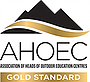 AHOEC
ASSOCIATION OF HEADS OF OUTDOOR EDUCATION CENTRES
GOLD STANDARD